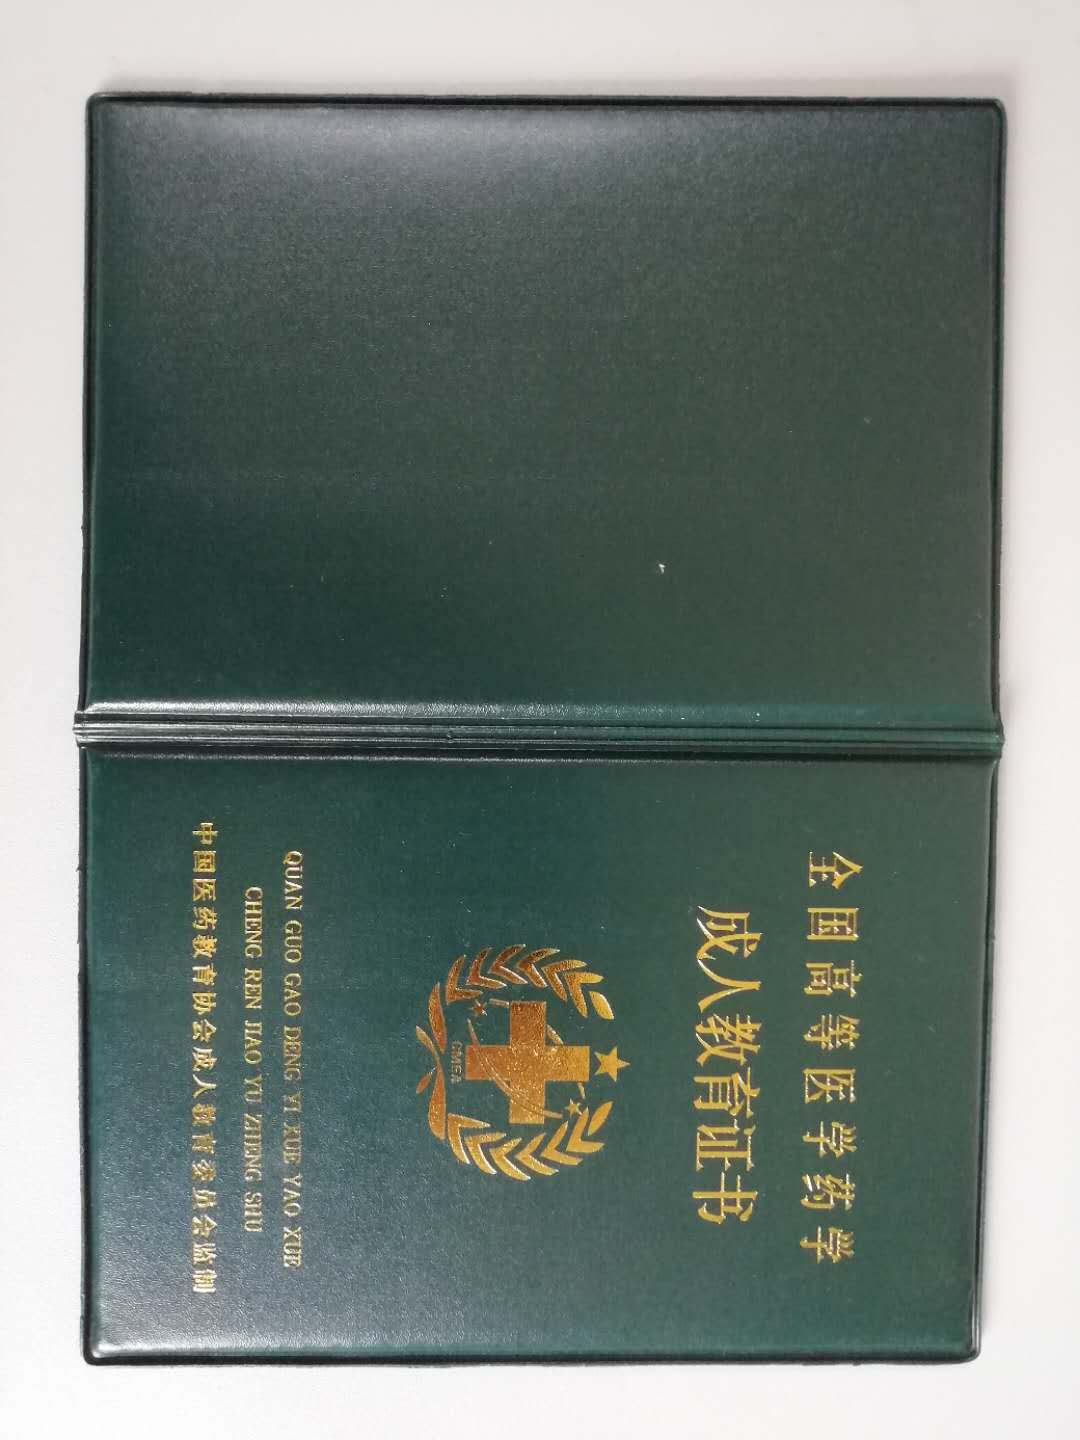 全国高等医学药学
成人教育证书
CMEA
QUAN GUO GAO DENG YI XUE YAO XUE
CHENG REN JIAO YU ZHENG SHU
中国医药教育协会成人教育委员会监制